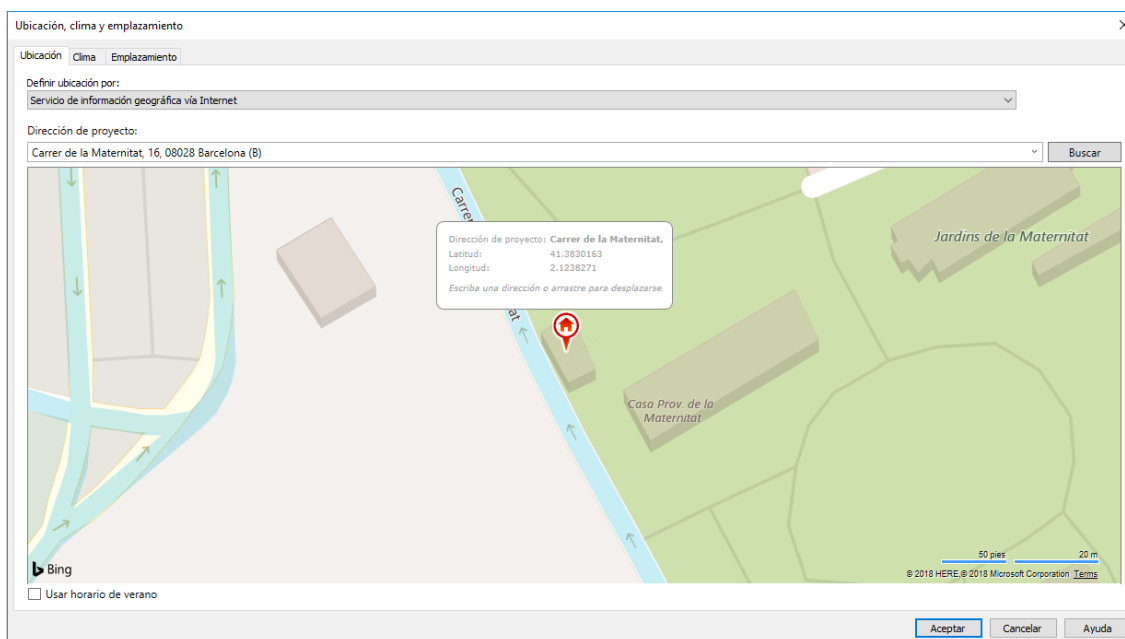 Ubicación, clima y emplazamiento
Ubicación Clima Emplazamiento
Definir ubicación por:
Servicio de información geográfica vía Internet
Dirección de proyecto:
Carrer de la Maternitat, 16, 08028 Barcelona (B)
Buscar
Carre
Dirección de proyecto: Carrer de la Maternitat,
Latitud: 41.3830163
Longitud: 2.1238271
Escriba una dirección o arrastre para desplazarse
at
Jardins de la Maternitat
Casa Prov. de la
Maternitat
50 pies 20 m
Bing
© 2018 HERE,© 2018 Microsoft Corporation Terms
Usar horario de verano
Aceptar Cancelar Ayuda